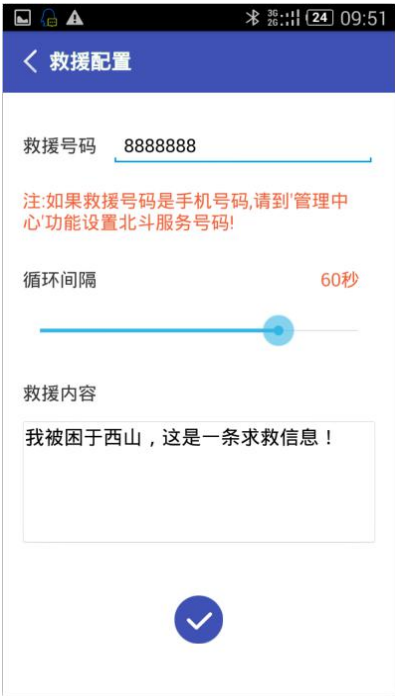 3G 2G 24 09:51
救援配置
救援号码 8888888
注:如果救援号码是手机号码,请到'管理中
心'功能设置北斗服务号码!
循环间隔 60秒
救援内容
我被困于西山，这是一条求救信息！